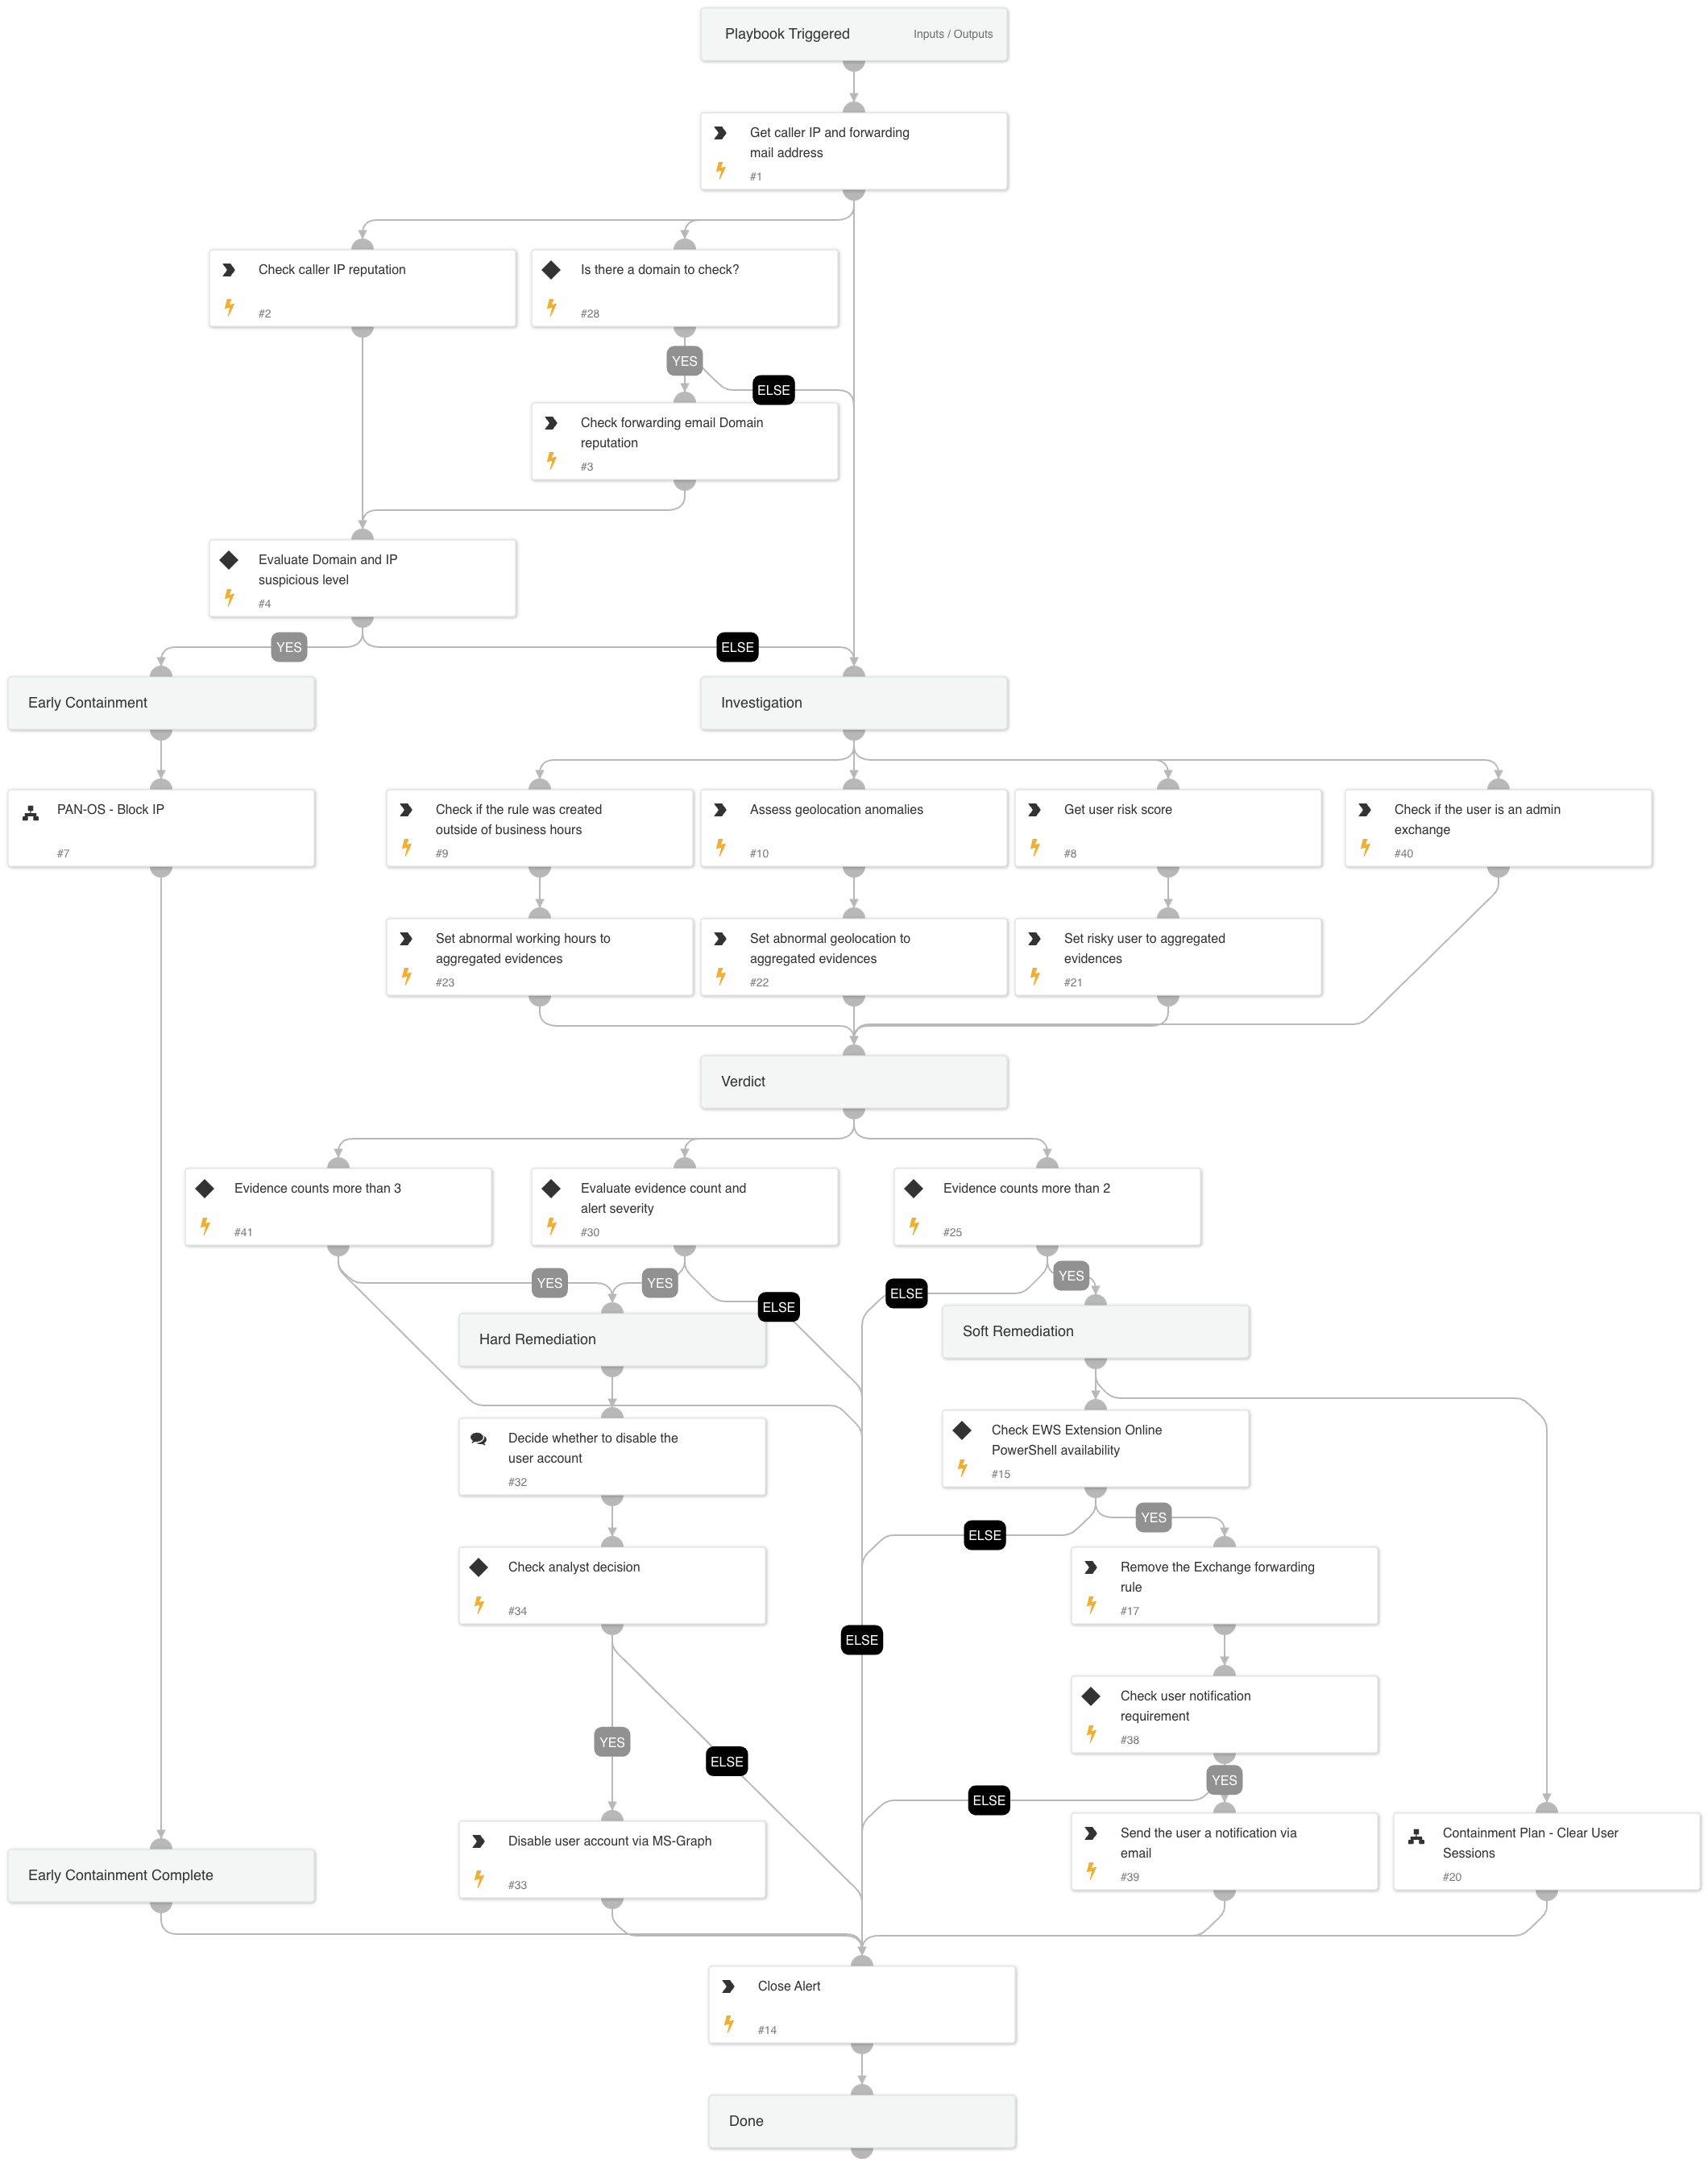 Playbook Triggered
Inputs / Outputs
Get caller IP and forwarding
mail address
#1
Check caller IP reputation
#2
Is there a domain to check?
#28
YES
ELSE
Check forwarding email Domain
reputation
#3
Evaluate Domain and IP
suspicious level
#4
YES
ELSE
Early Containment
Investigation
PAN-OS - Block IP
#7
Check if the rule was created
outside of business hours
#9
Assess geolocation anomalies
#10
Get user risk score
#8
Check if the user is an admin
exchange
#40
Set abnormal working hours to
aggregated evidences
#23
Set abnormal geolocation to
aggregated evidences
#22
Set risky user to aggregated
evidences
#21
Verdict
Evidence counts more than 3
#41
Evaluate evidence count and
alert severity
#30
Evidence counts more than 2
#25
YES
YES
ELSE
ELSE
YES
Hard Remediation
Soft Remediation
Decide whether to disable the
user account
#32
Check EWS Extension Online
PowerShell availability
#15
ELSE
YES
Check analyst decision
#34
Remove the Exchange forwarding
rule
#17
ELSE
Check user notification
requirement
#38
YES
ELSE
YES
ELSE
Disable user account via MS-Graph
#33
Send the user a notification via
email
#39
Containment Plan - Clear User
Sessions
#20
Early Containment Complete
Close Alert
#14
Done